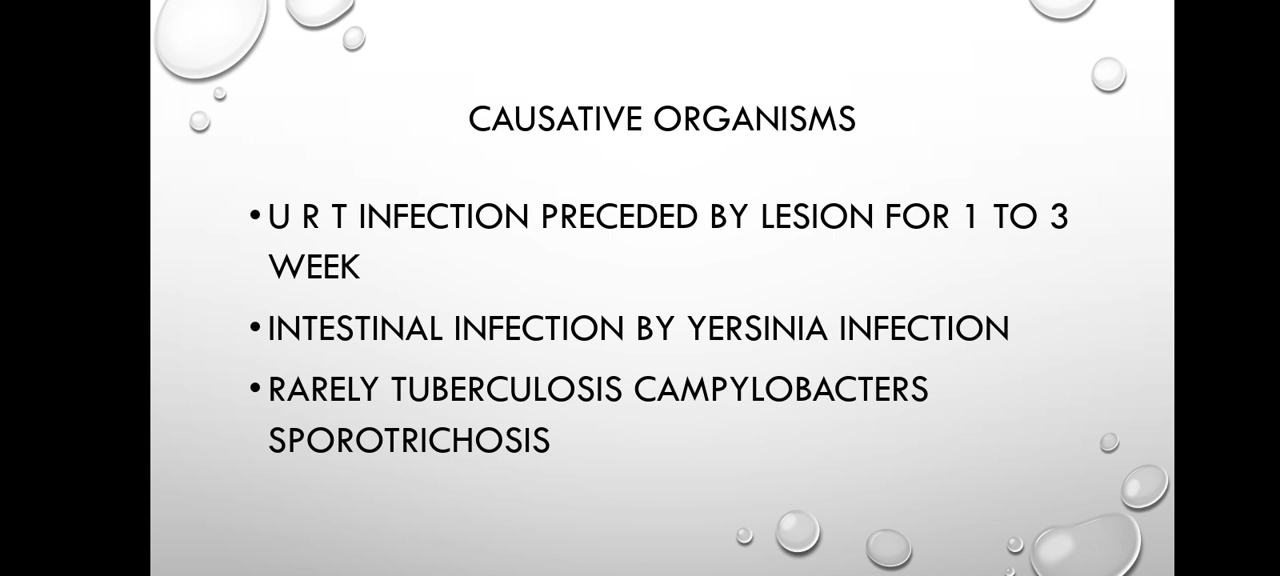 CAUSATIVE ORGANISMS
•U R T INFECTION PRECEDED BY LESION FOR 1 TO 3
WEEK
•INTESTINAL INFECTION BY YERSINIA INFECTION
•RARELY TUBERCULOSIS CAMPYLOBACTERS
SPOROTRICHOSIS